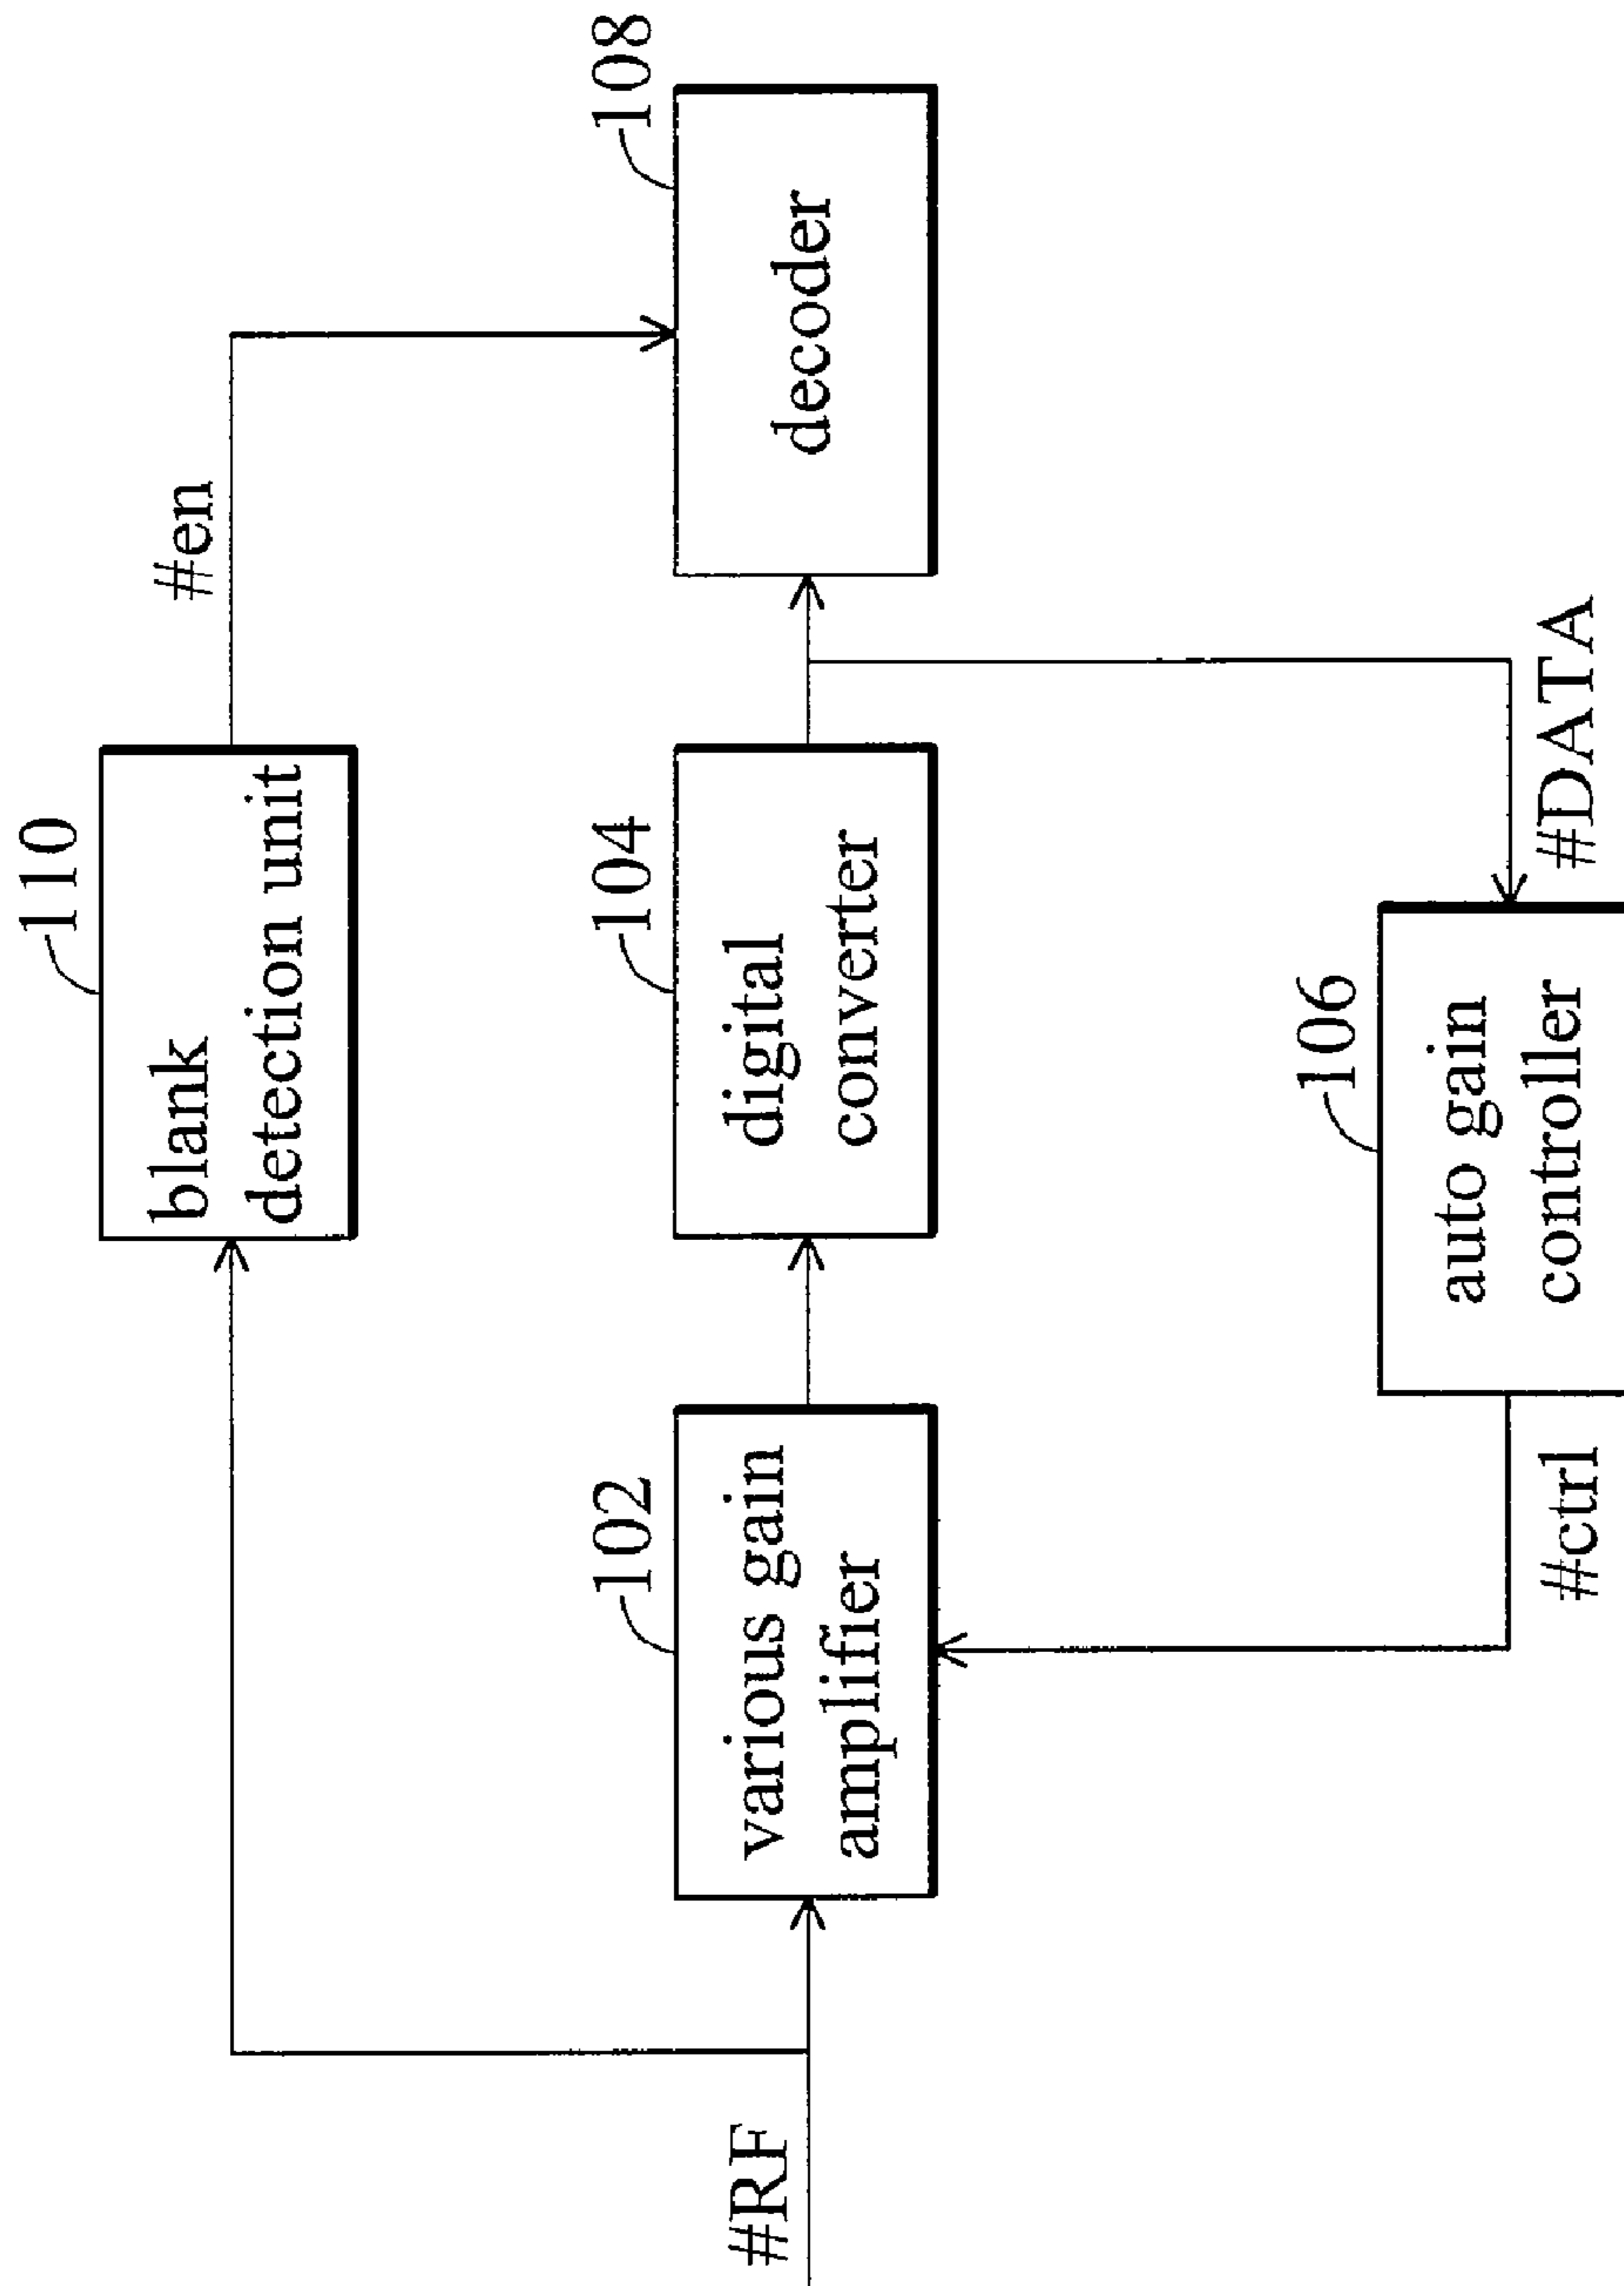 110
blank
detection unit
#en
102
various gain
amplifier
104
digital
converter
108
decoder
#RF
106
auto gain
controller
#ctrl
#DATA